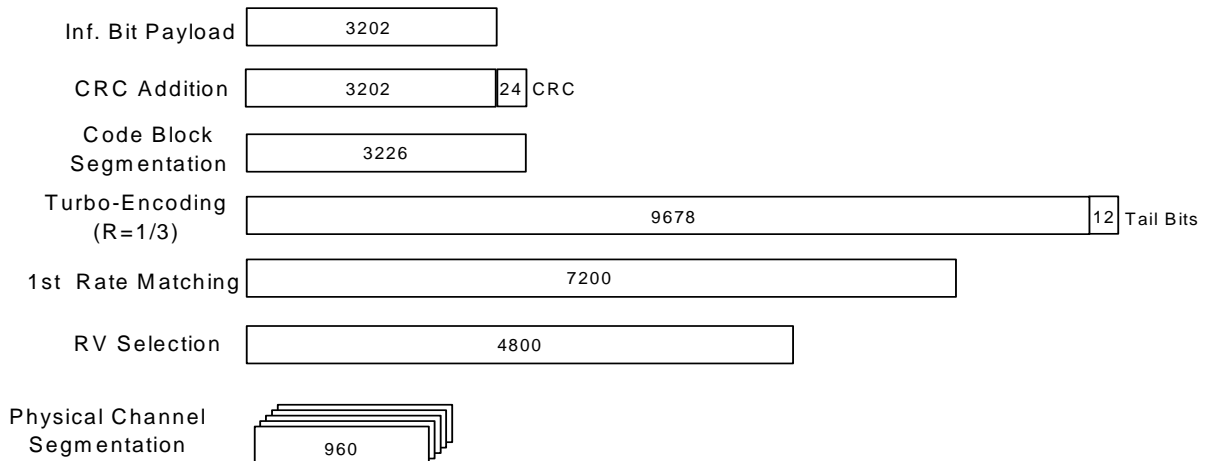 Inf. Bit Payload
3202
CRC Addition
3202
24
CRC
Code Block
Segmentation
3226
Turbo-Encoding
(R=1/3)
9678
12
Tail Bits
1st Rate Matching
7200
RV Selection
4800
Physical Channel
Segmentation
960